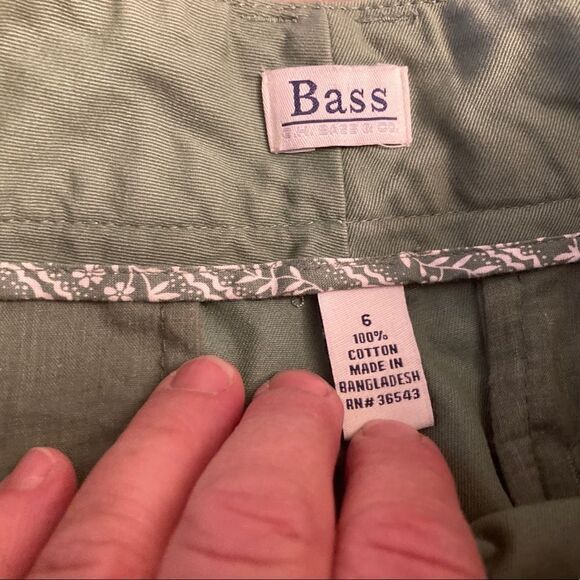 Bass
G.H. BASS & CO.
6
100%
COTTON
MADE IN
BANGLADESH
RN# 36543